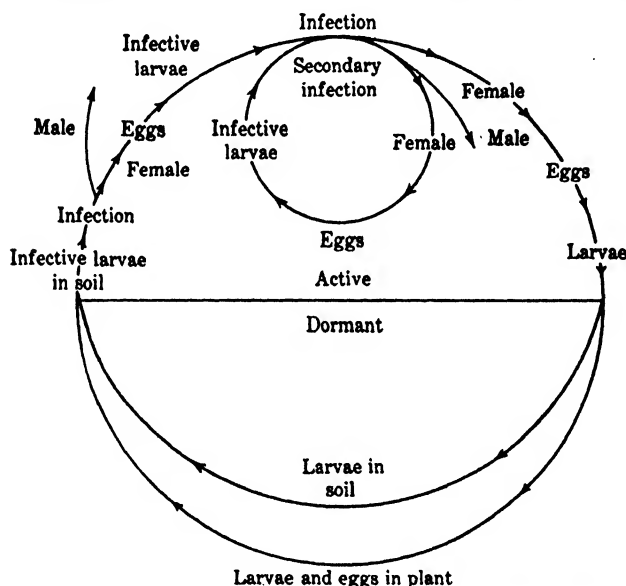 Infection
Infective
larvae
Secondary
infection
Female
Male
Eggs
Infective
larvae
Female
Male
Female
Eggs
Infection
Eggs
Infective larvae
in soil
Larvae
Active
Dormant
Larvae in
soil
Larvae and eggs in plant